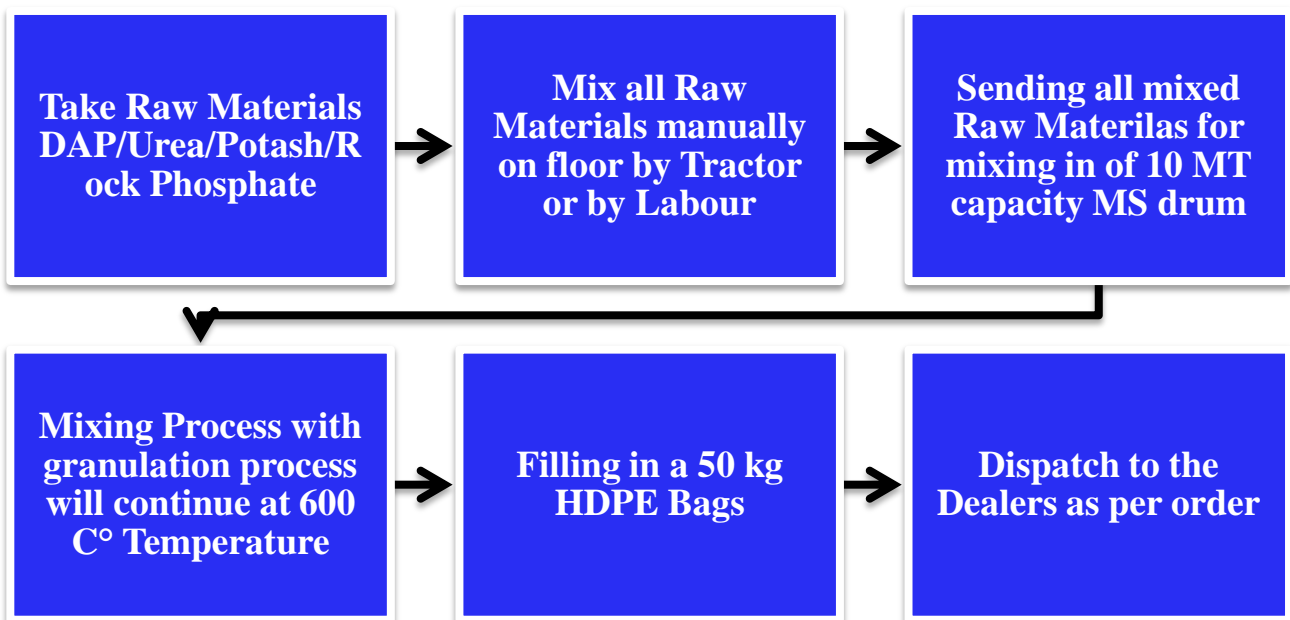 Take Raw Materials
DAP/Urea/Potash/R
ock Phosphate
Mix all Raw
Materials manually
on floor by Tractor
or by Labour
Sending all mixed
Raw Materilas for
mixing in of 10 MT
capacity MS drum
Mixing Process with
granulation process
will continue at 600
C° Temperature
Filling in a 50 kg
HDPE Bags
Dispatch to the
Dealers as per order